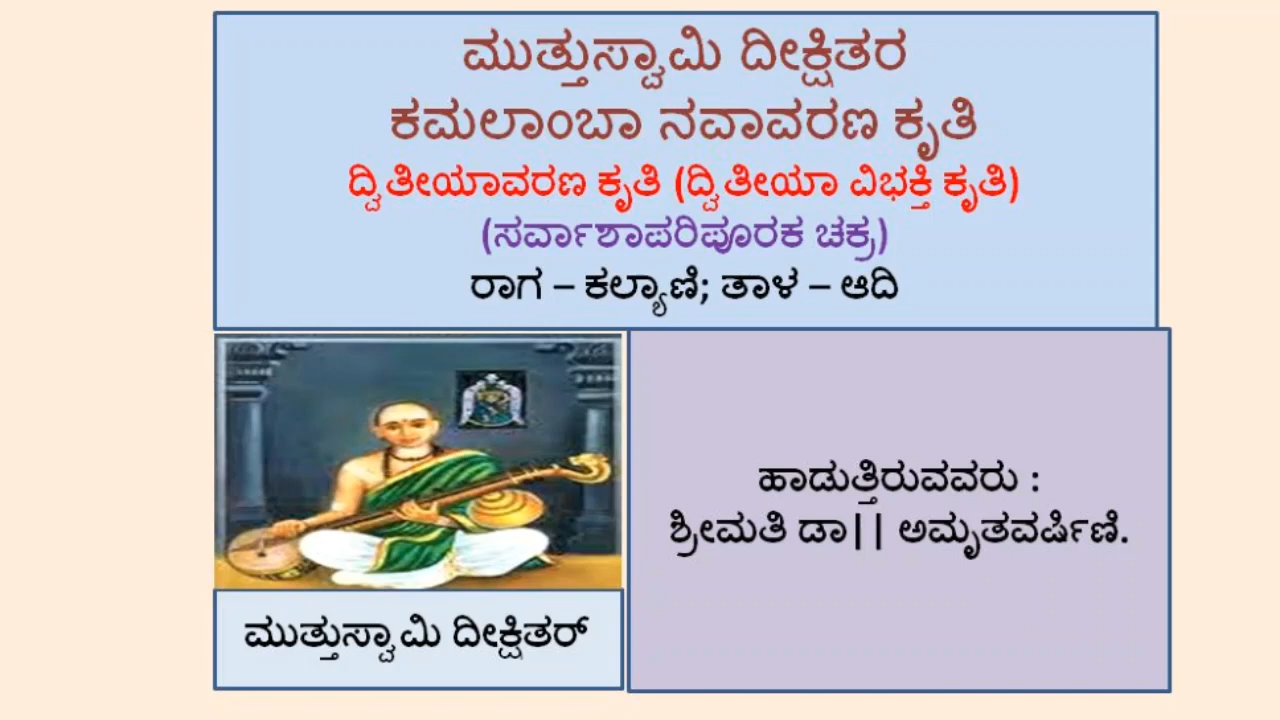 ಮುತ್ತುಸ್ವಾಮಿ ದೀಕ್ಷಿತರ
ಕಮಲಾಂಬಾ ನವಾವರಣ ಕೃತಿ
ದ್ವಿತೀಯಾವರಣ ಕೃತಿ (ದ್ವಿತೀಯಾ ವಿಭಕ್ತಿ ಕೃತಿ)
(ಸರ್ವಾಶಾಪರಿಪೂರಕ ಚಕ್ರ)
ರಾಗ – ಕಲ್ಯಾಣಿ; ತಾಳ – ಆದಿ
ಹಾಡುತ್ತಿರುವವರು :
ಶ್ರೀಮತಿ ಡಾ|| ಅಮೃತವರ್ಷಿಣಿ.
ಮುತ್ತುಸ್ವಾಮಿ ದೀಕ್ಷಿತರ್